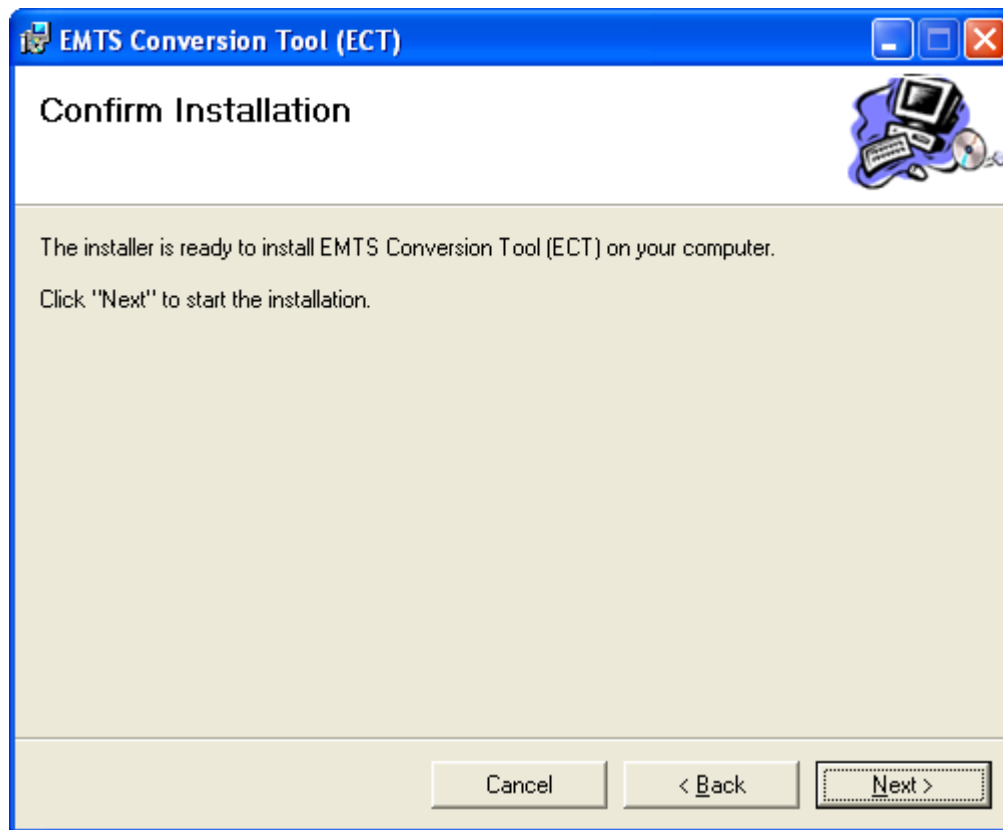 EMTS Conversion Tool (ECT)
Confirm Installation
The installer is ready to install EMTS Conversion Tool (ECT) on your computer.
Click "Next" to start the installation.
Cancel
< Back
Next >